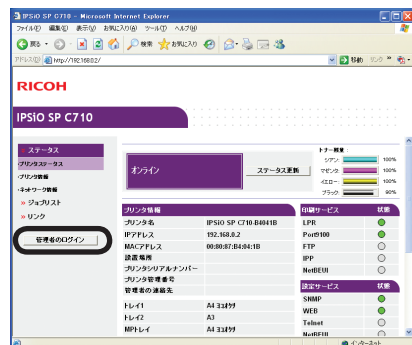 IPSiO SP C710 - Microsoft Internet Explorer
ファイル(F) 編集(E) 表示(V) お気に入り(A) ツール(T) ヘルプ(H)
戻る 検索 お気に入り
アドレス(D) http://192.168.0.2/ 移動 リンク
RICOH
IPSiO SP C710
» ステータス
・プリンタステータス
・プリンタ情報
・ネットワーク情報
» ジョブリスト
» リンク
管理者のログイン
オンライン
ステータス更新
トナー残量
シアン: 100%
マゼンタ: 100%
イエロー: 100%
ブラック: 90%
プリンタ情報
プリンタ名 IPSiO SP C710-B4041B
IPアドレス 192.168.0.2
MACアドレス 00:80:87:B4:04:1B
設置場所
プリンタシリアルナンバー
プリンタ管理番号
管理者の連絡先
トレイ1 A4 ヨコオクリ
トレイ2 A3
MPトレイ A4 ヨコオクリ
印刷サービス 状態
LPR
Port9100
FTP
IPP
NetBEUI
設定サービス 状態
SNMP
WEB
Telnet
NetBEUI
インターネット